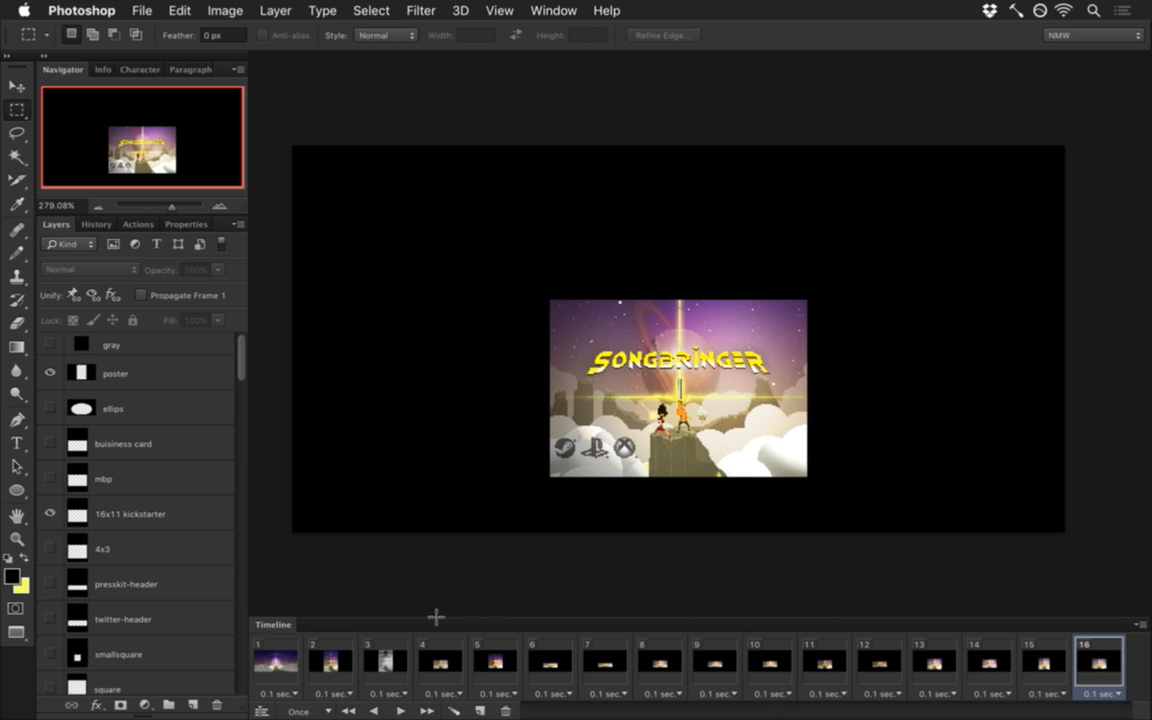 Photoshop File Edit Image Layer Type Select Filter 3D View Window Help
Feather: 0 px Anti-alias Style: Normal Width: Height: Refine Edge... NMW
Navigator Info Character Paragraph
SONGBRINGER
279.08%
Layers History Actions Properties
Kind
Normal Opacity: 100%
Unify: Propagate Frame 1
Lock: Fill: 100%
gray
poster
ellips
buisiness card
mbp
16x11 kickstarter
4x3
presskit-header
twitter-header
smallsquare
square
SONGBRINGER
Timeline
1 2 3 4 5 6 7 8 9 10 11 12 13 14 15 16
0.1 sec. 0.1 sec. 0.1 sec. 0.1 sec. 0.1 sec. 0.1 sec. 0.1 sec. 0.1 sec. 0.1 sec. 0.1 sec. 0.1 sec. 0.1 sec. 0.1 sec. 0.1 sec. 0.1 sec. 0.1 sec.
Once